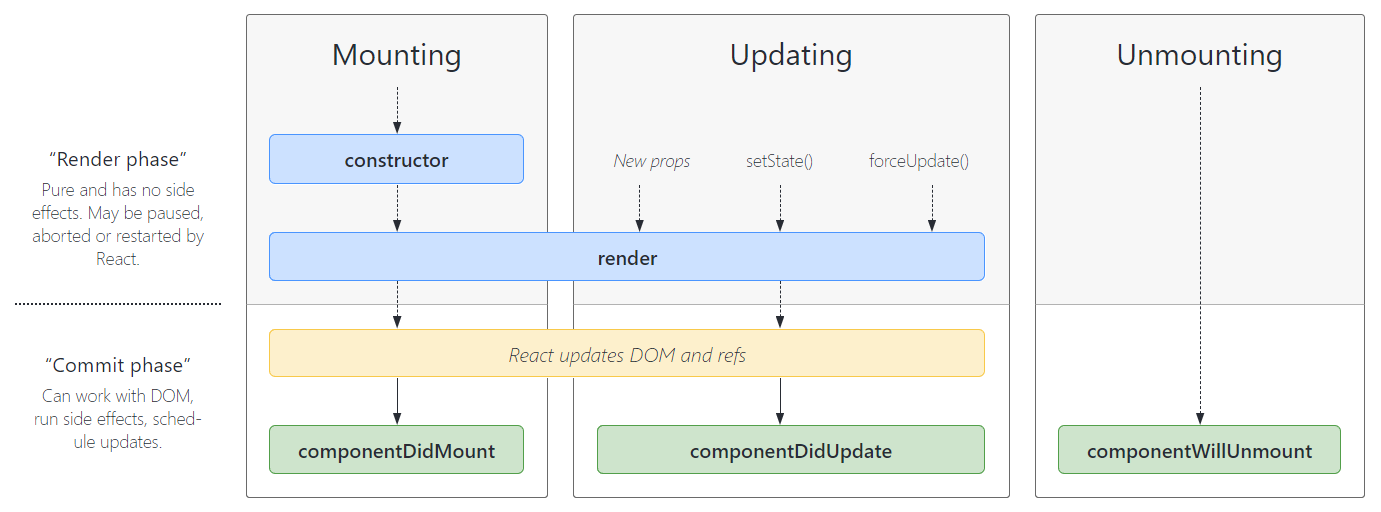 Mounting
Updating
Unmounting
“Render phase”
Pure and has no side
effects. May be paused,
aborted or restarted by
React.
constructor
New props
setState()
forceUpdate()
render
“Commit phase”
Can work with DOM,
run side effects, sched-
ule updates.
React updates DOM and refs
componentDidMount
componentDidUpdate
componentWillUnmount